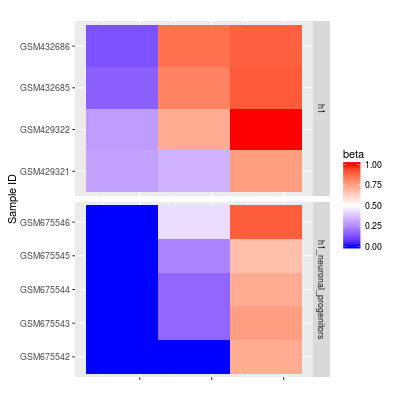 GSM432686
GSM432685
GSM429322
GSM429321
h1
GSM675546
GSM675545
GSM675544
GSM675543
GSM675542
h1_neuronal_progenitors
Sample ID
beta
1.00
0.75
0.50
0.25
0.00